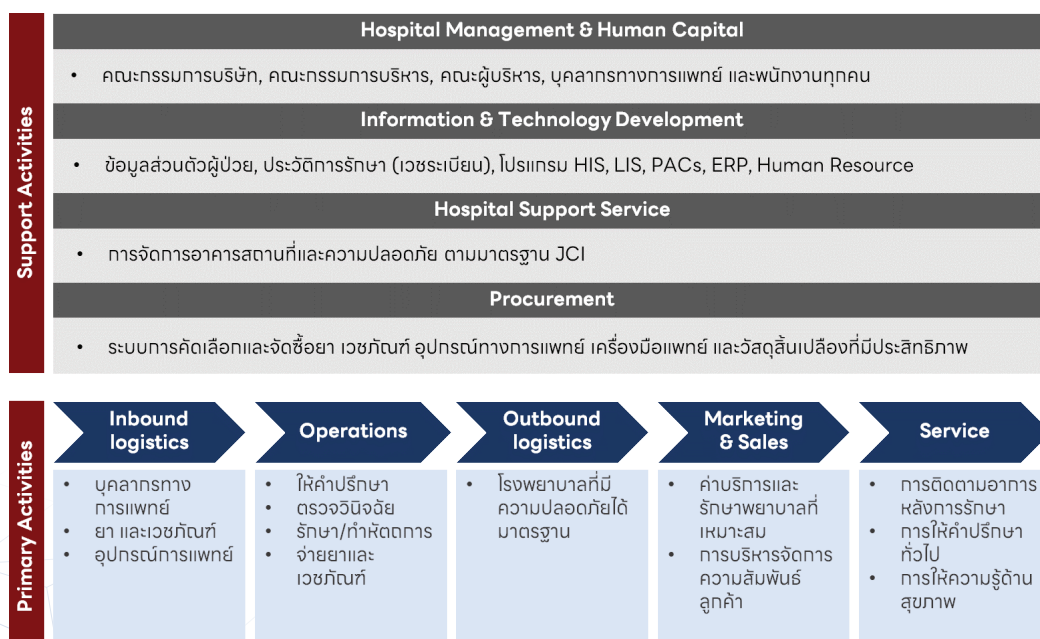 Support Activities
Hospital Management & Human Capital
• คณะกรรมการบริษัท, คณะกรรมการบริหาร, คณะผู้บริหาร, บุคลากรทางการแพทย์ และพนักงานทุกคน
Information & Technology Development
• ข้อมูลส่วนตัวผู้ป่วย, ประวัติการรักษา (เวชระเบียน), โปรแกรม HIS, LIS, PACs, ERP, Human Resource
Hospital Support Service
• การจัดการอาคารสถานที่และความปลอดภัย ตามมาตรฐาน JCI
Procurement
• ระบบการคัดเลือกและจัดซื้อยา เวชภัณฑ์ อุปกรณ์ทางการแพทย์ เครื่องมือแพทย์ และวัสดุสิ้นเปลืองที่มีประสิทธิภาพ
Primary Activities
Inbound
logistics
• บุคลากรทาง
การแพทย์
• ยา และเวชภัณฑ์
• อุปกรณ์การแพทย์
Operations
• ให้คำปรึกษา
• ตรวจวินิจฉัย
• รักษา/ทำหัตถการ
• จ่ายยาและ
เวชภัณฑ์
Outbound
logistics
• โรงพยาบาลที่มี
ความปลอดภัยได้
มาตรฐาน
Marketing
& Sales
• ค่าบริการและ
รักษาพยาบาลที่
เหมาะสม
• การบริหารจัดการ
ความสัมพันธ์
ลูกค้า
Service
• การติดตามอาการ
หลังการรักษา
• การให้คำปรึกษา
ทั่วไป
• การให้ความรู้ด้าน
สุขภาพ